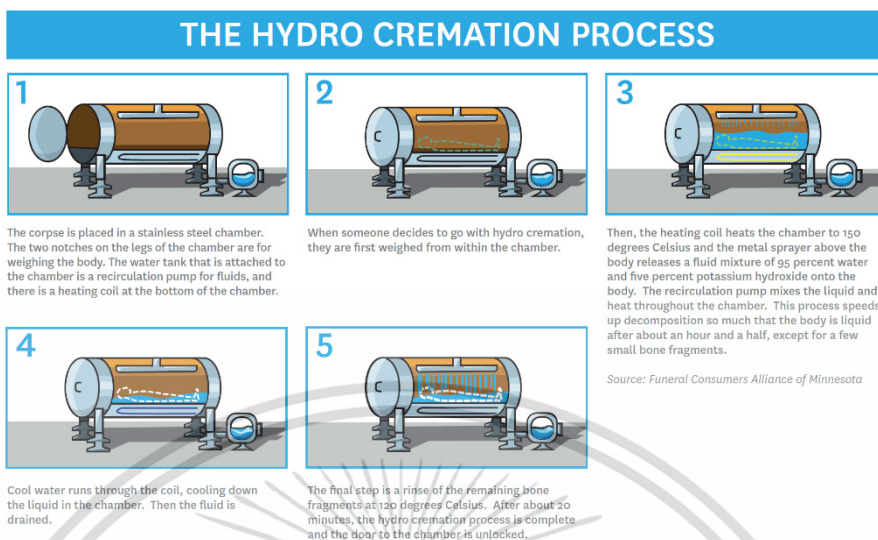 THE HYDRO CREMATION PROCESS
1
The corpse is placed in a stainless steel chamber.
The two notches on the legs of the chamber are for
weighing the body. The water tank that is attached to
the chamber is a recirculation pump for fluids, and
there is a heating coil at the bottom of the chamber.
2
When someone decides to go with hydro cremation,
they are first weighed from within the chamber.
3
Then, the heating coil heats the chamber to 150
degrees Celsius and the metal sprayer above the
body releases a fluid mixture of 95 percent water
and five percent potassium hydroxide onto the
body. The recirculation pump mixes the liquid and
heat throughout the chamber. This process speeds
up decomposition so much that the body is liquid
after about an hour and a half, except for a few
small bone fragments.
Source: Funeral Consumers Alliance of Minnesota
4
Cool water runs through the coil, cooling down
the liquid in the chamber. Then the fluid is
drained.
5
The final step is a rinse of the remaining bone
fragments at 120 degrees Celsius. After about 20
minutes, the hydro cremation process is complete
and the door to the chamber is unlocked.